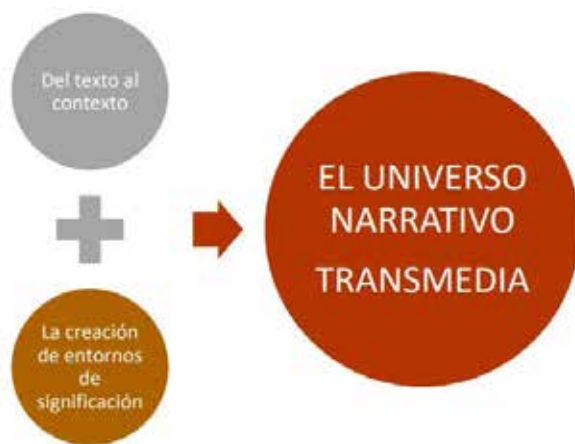 Del texto al
contexto
La creación
de entornos
de
significación
EL UNIVERSO
NARRATIVO
TRANSMEDIA